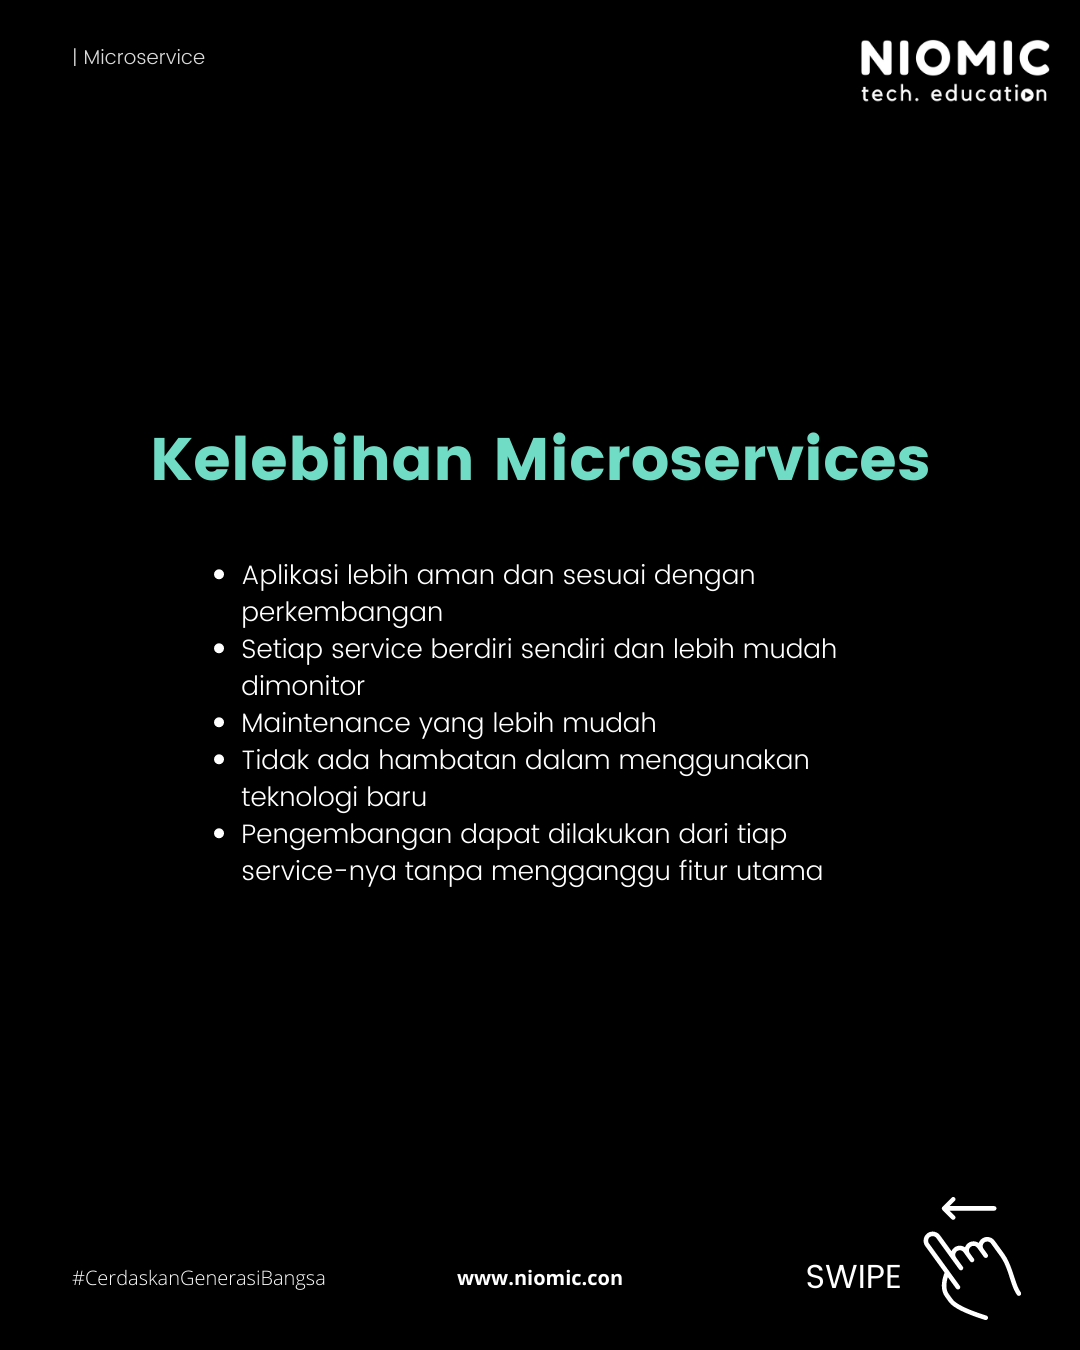 | Microservice
NIOMIC
tech. education
Kelebihan Microservices
• Aplikasi lebih aman dan sesuai dengan
perkembangan
• Setiap service berdiri sendiri dan lebih mudah
dimonitor
• Maintenance yang lebih mudah
• Tidak ada hambatan dalam menggunakan
teknologi baru
• Pengembangan dapat dilakukan dari tiap
service-nya tanpa mengganggu fitur utama
#CerdaskanGenerasiBangsa
www.niomic.con
SWIPE